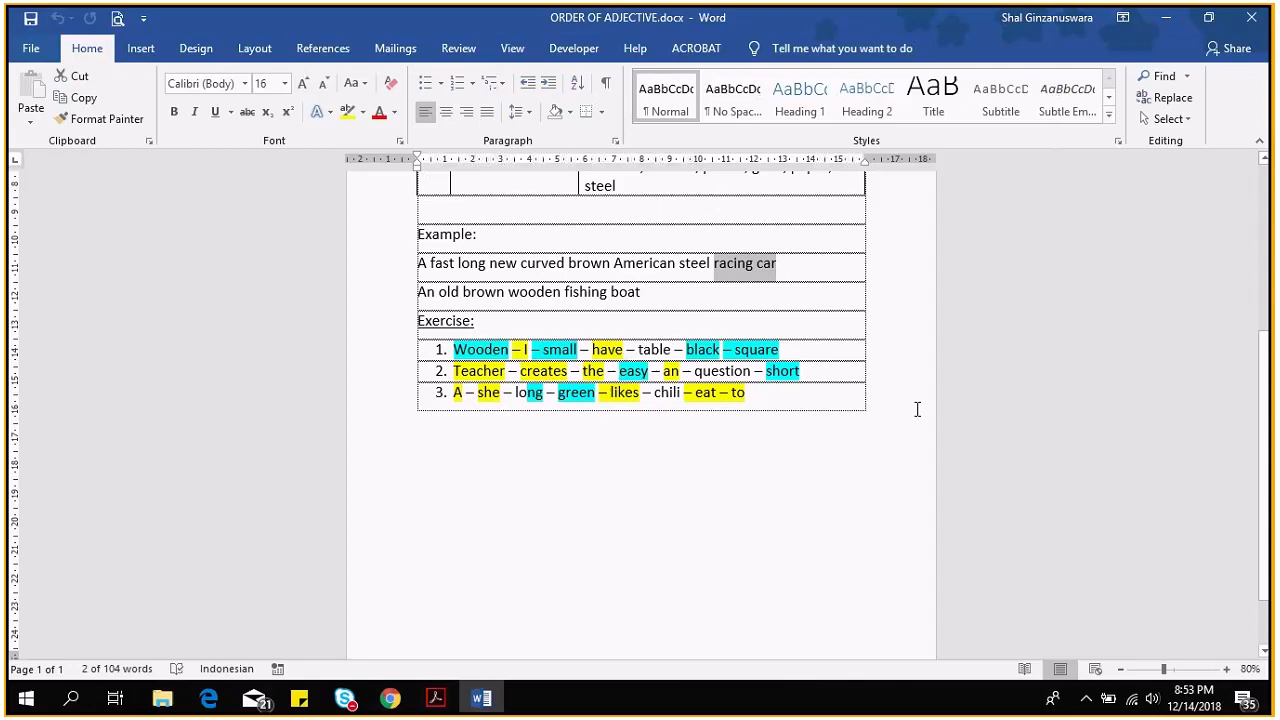 ORDER OF ADJECTIVE.docx - Word
Shal Ginzanuswara
File Home Insert Design Layout References Mailings Review View Developer Help ACROBAT Tell me what you want to do Share
Paste
Cut
Copy
Format Painter
Clipboard
Calibri (Body) 16
Font
Paragraph
AaBbCcDc
¶ Normal
AaBbCcDc
¶ No Spac...
AaBbCc
Heading 1
AaBbCcC
Heading 2
AaB
Title
AaBbCcD
Subtitle
AaBbCcDc
Subtle Em...
Styles
Find
Replace
Select
Editing
steel
Example:
A fast long new curved brown American steel racing car
An old brown wooden fishing boat
Exercise:
1. Wooden – I – small – have – table – black – square
2. Teacher – creates – the – easy – an – question – short
3. A – she – long – green – likes – chili – eat – to
Page 1 of 1 2 of 104 words Indonesian 80%
21
8:53 PM
12/14/2018
35